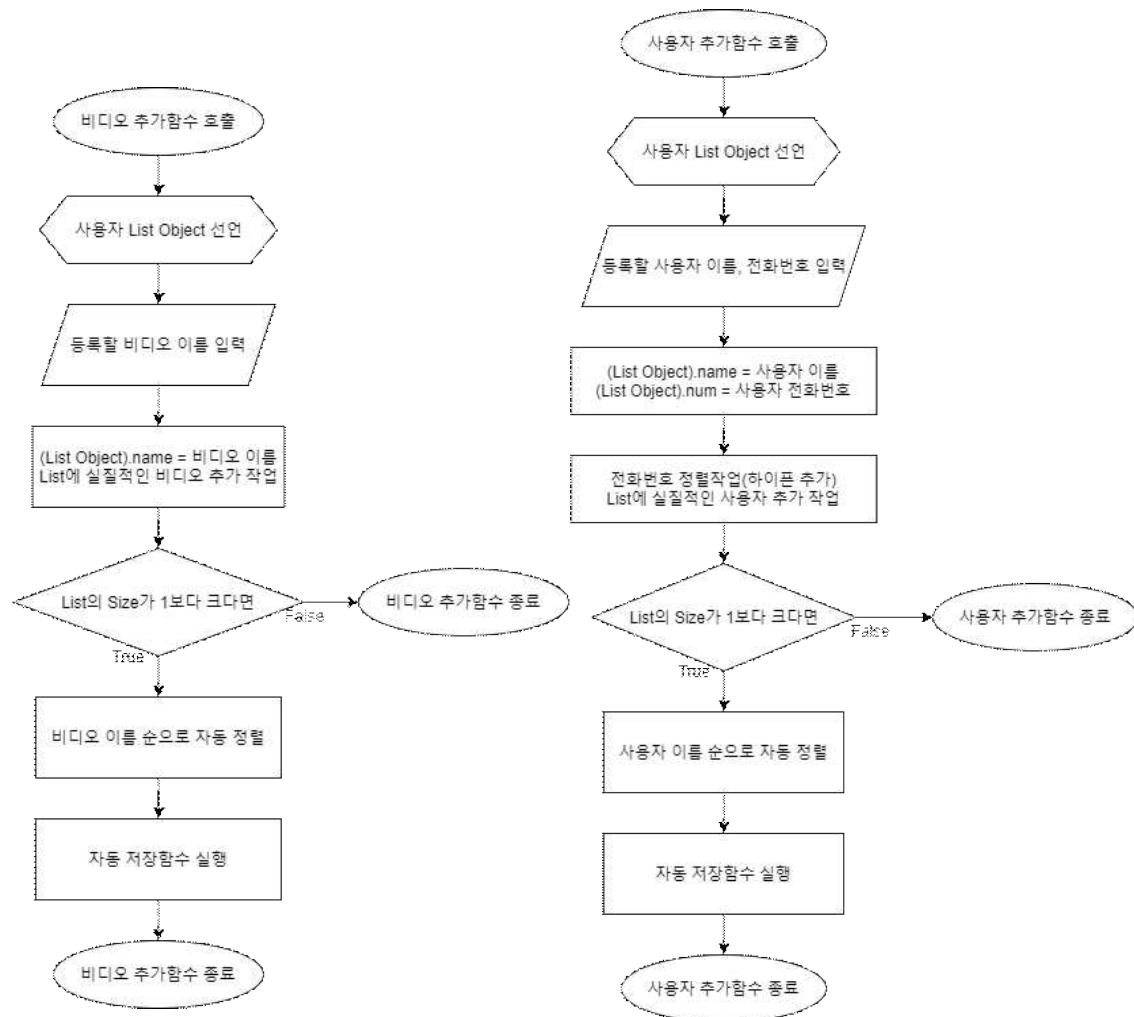 비디오 추가함수 호출
사용자 List Object 선언
등록할 비디오 이름 입력
(List Object).name = 비디오 이름
List에 실질적인 비디오 추가 작업
List의 Size가 1보다 크다면
False
비디오 추가함수 종료
True
비디오 이름 순으로 자동 정렬
자동 저장함수 실행
비디오 추가함수 종료
사용자 추가함수 호출
사용자 List Object 선언
등록할 사용자 이름, 전화번호 입력
(List Object).name = 사용자 이름
(List Object).num = 사용자 전화번호
전화번호 정렬작업(하이픈 추가)
List에 실질적인 사용자 추가 작업
List의 Size가 1보다 크다면
False
사용자 추가함수 종료
True
사용자 이름 순으로 자동 정렬
자동 저장함수 실행
사용자 추가함수 종료